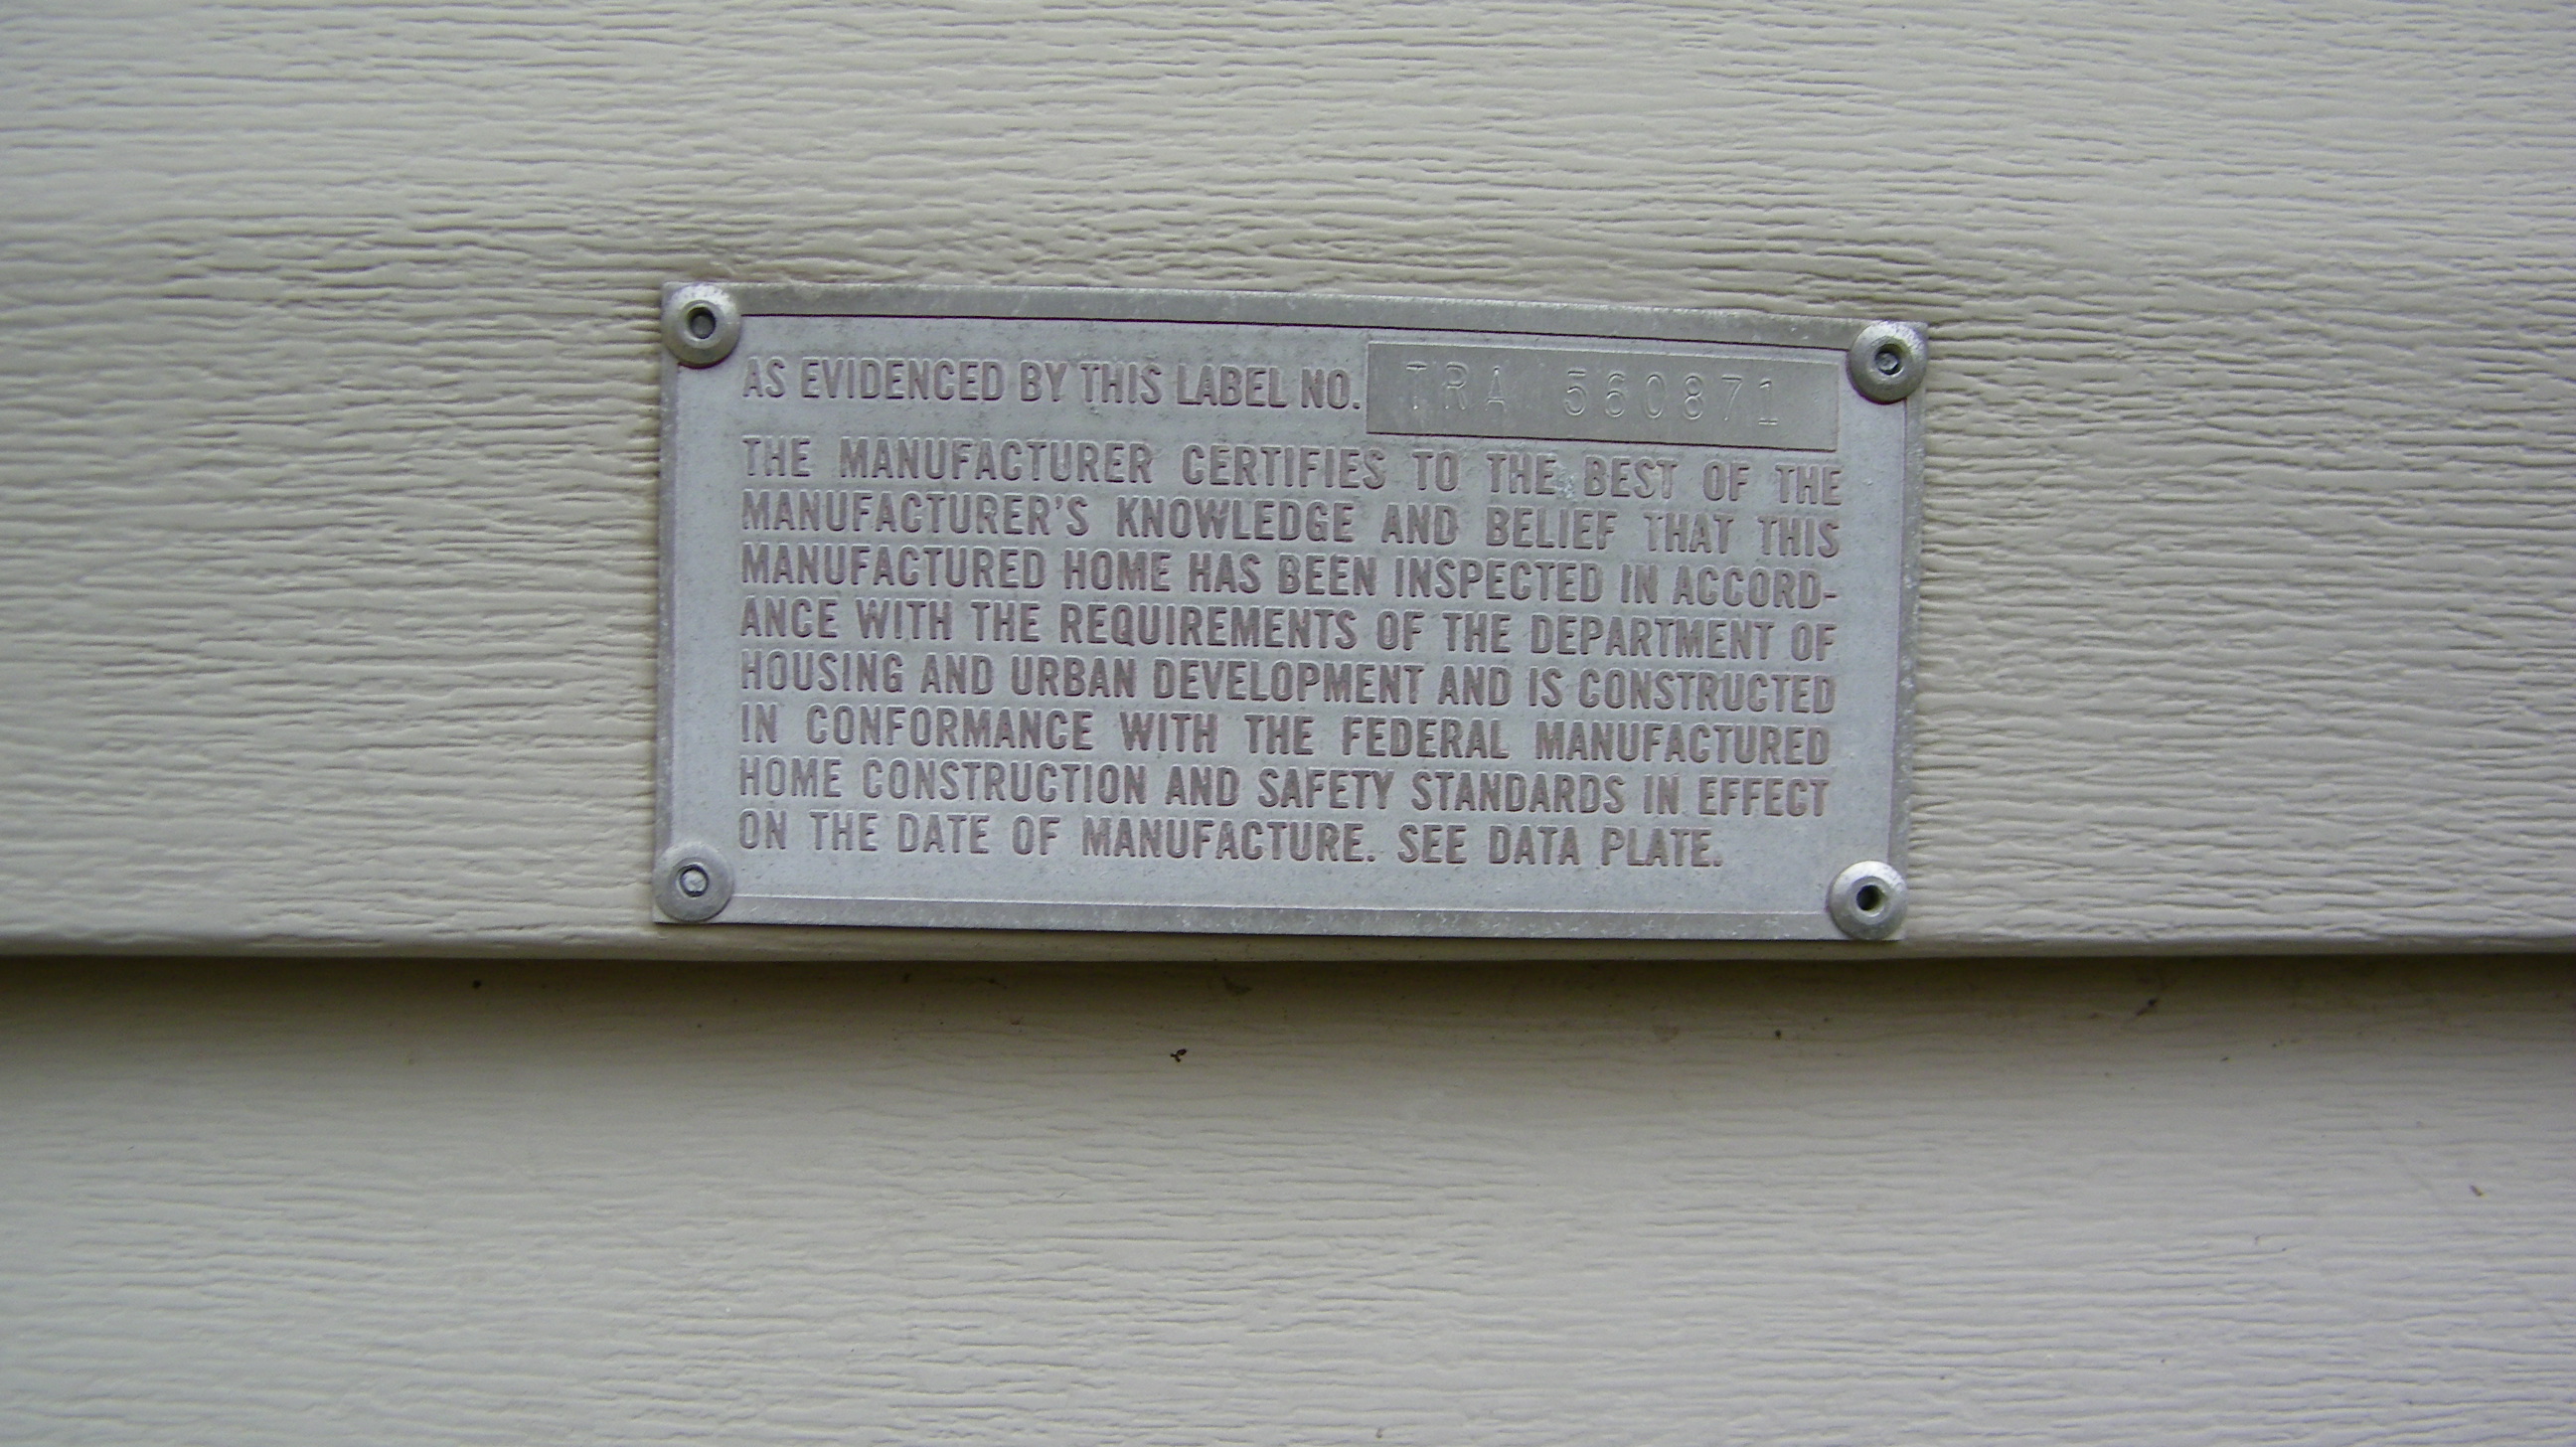 AS EVIDENCED BY THIS LABEL NO. TRA 560871
THE MANUFACTURER CERTIFIES TO THE BEST OF THE
MANUFACTURER'S KNOWLEDGE AND BELIEF THAT THIS
MANUFACTURED HOME HAS BEEN INSPECTED IN ACCORD-
ANCE WITH THE REQUIREMENTS OF THE DEPARTMENT OF
HOUSING AND URBAN DEVELOPMENT AND IS CONSTRUCTED
IN CONFORMANCE WITH THE FEDERAL MANUFACTURED
HOME CONSTRUCTION AND SAFETY STANDARDS IN EFFECT
ON THE DATE OF MANUFACTURE. SEE DATA PLATE.